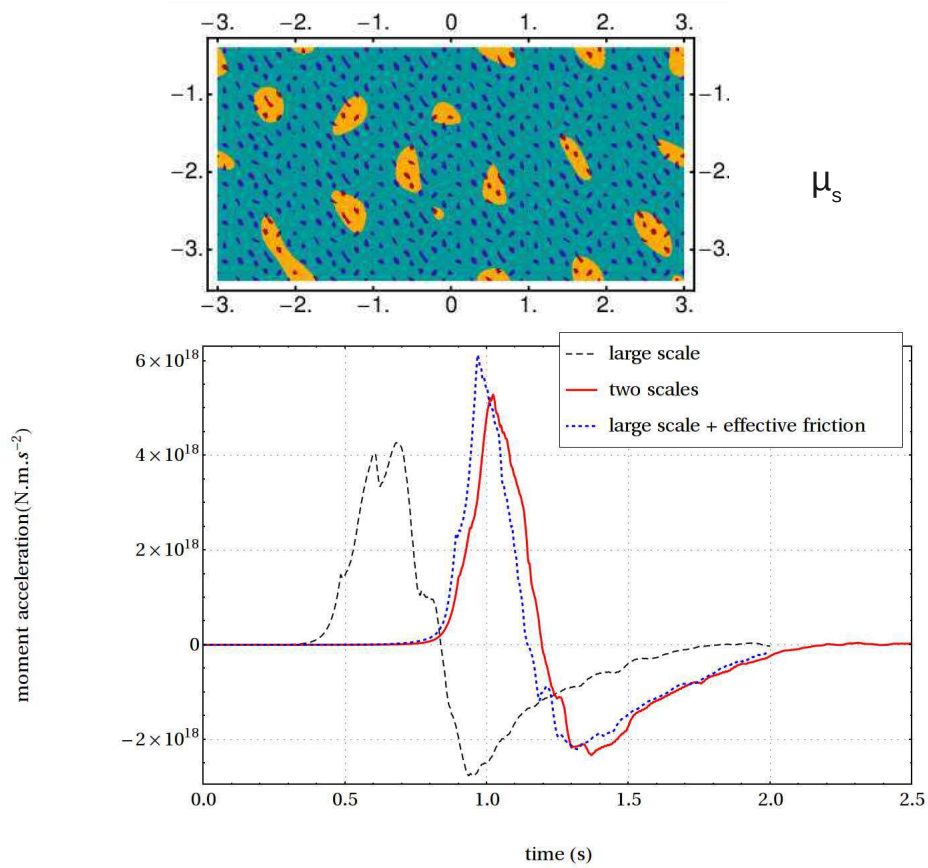 −3. −2. −1. 0 1. 2. 3.
−1. −1.
−2. −2.
−3. −3.
−3. −2. −1. 0 1. 2. 3.
μs
large scale
two scales
large scale + effective friction
6×10^18
4×10^18
2×10^18
0
−2×10^18
moment acceleration(N.m.s−2)
0.0 0.5 1.0 1.5 2.0 2.5
time (s)